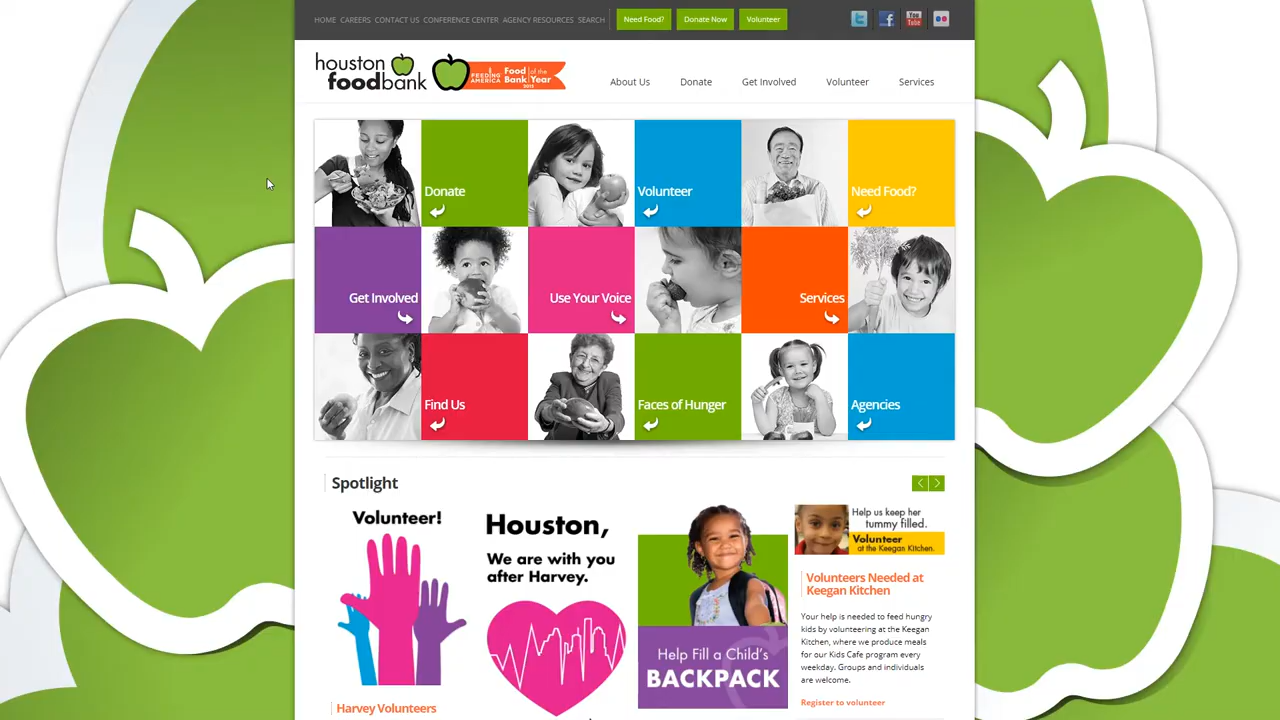 HOME CAREERS CONTACT US CONFERENCE CENTER AGENCY RESOURCES SEARCH
Need Food?
Donate Now
Volunteer
You
Tube
houston
foodbank
FEEDING
AMERICA
Food
Bank
of the
Year
About Us
Donate
Get Involved
Volunteer
Services
Donate
Volunteer
Need Food?
Get Involved
Use Your Voice
Services
Find Us
Faces of Hunger
Agencies
Spotlight
Volunteer!
Harvey Volunteers
Houston,
We are with you
after Harvey.
Help Fill a Child's
BACKPACK
Help us keep her
tummy filled.
Volunteer
at the Keegan Kitchen.
Volunteers Needed at
Keegan Kitchen
Your help is needed to feed hungry
kids by volunteering at the Keegan
Kitchen, where we produce meals
for our Kids Cafe program every
weekday. Groups and individuals
are welcome.
Register to volunteer